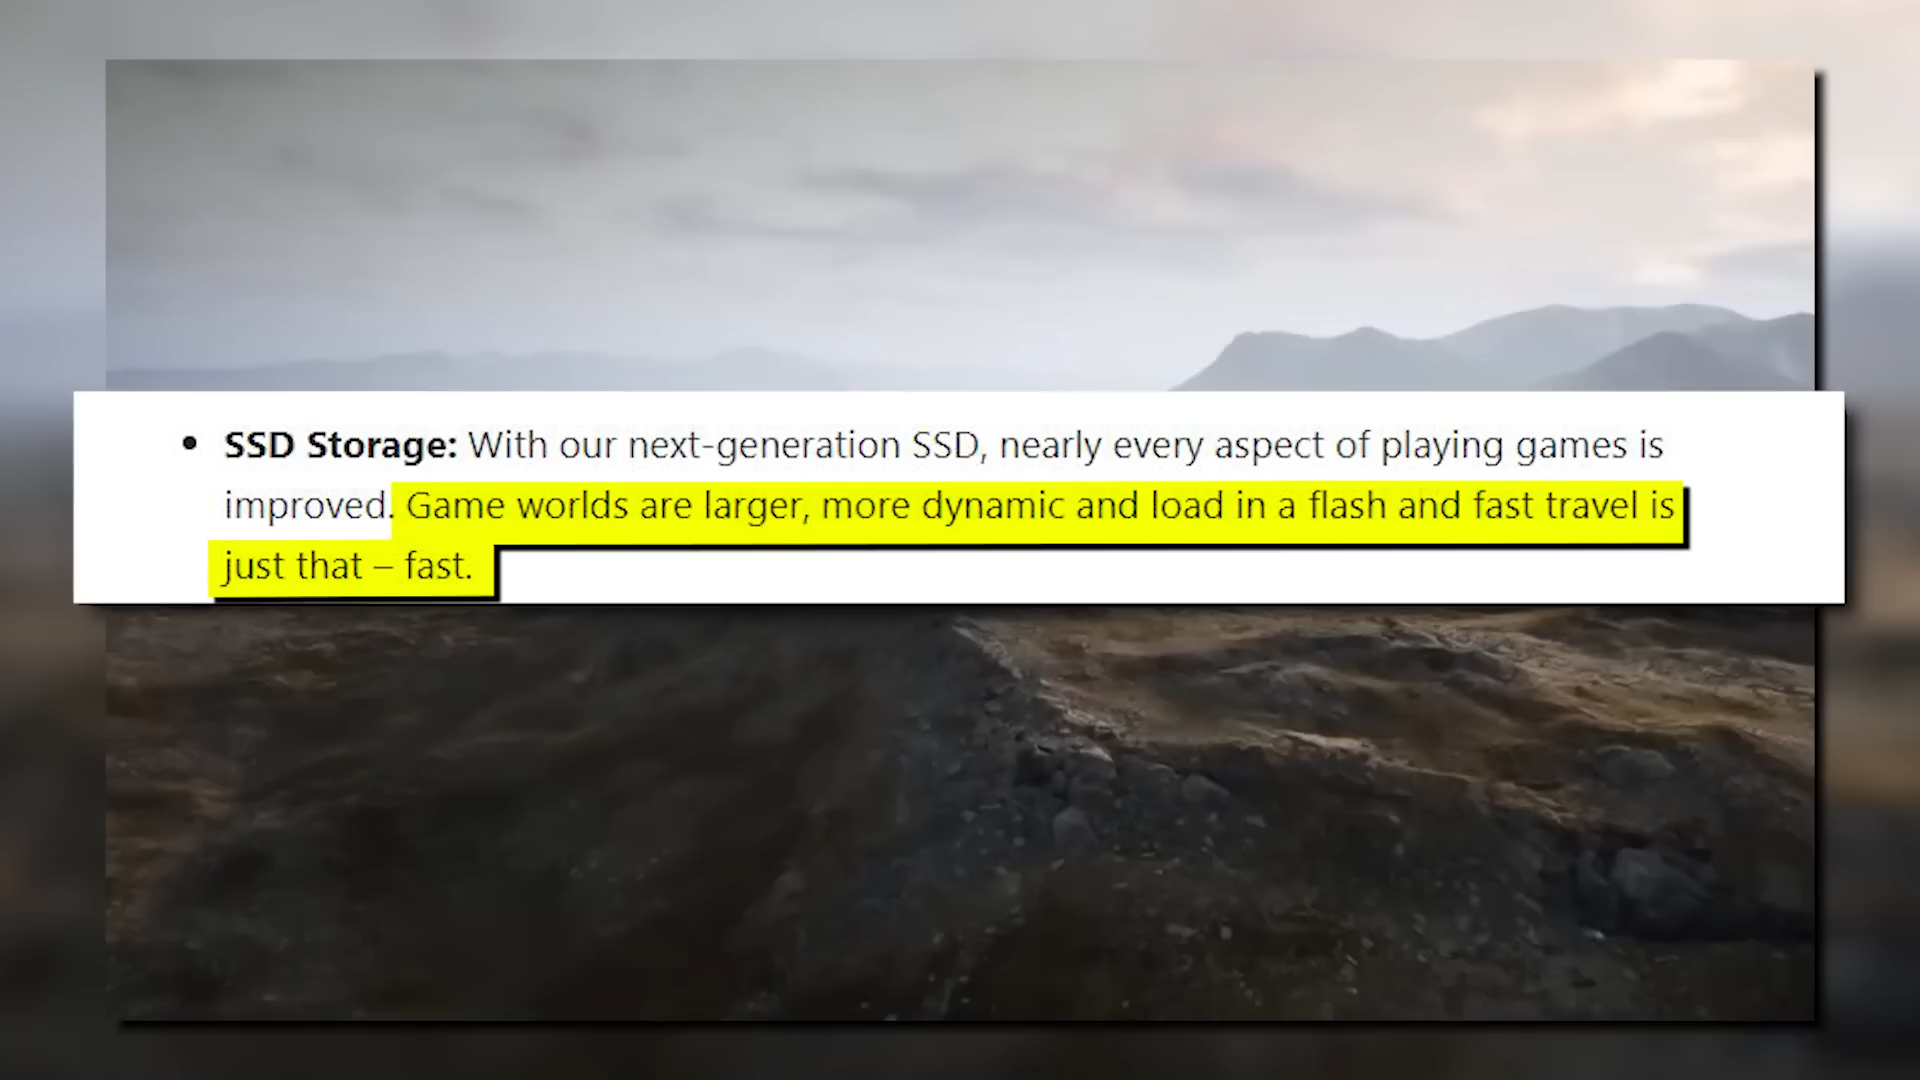 • SSD Storage: With our next-generation SSD, nearly every aspect of playing games is
improved. Game worlds are larger, more dynamic and load in a flash and fast travel is
just that – fast.